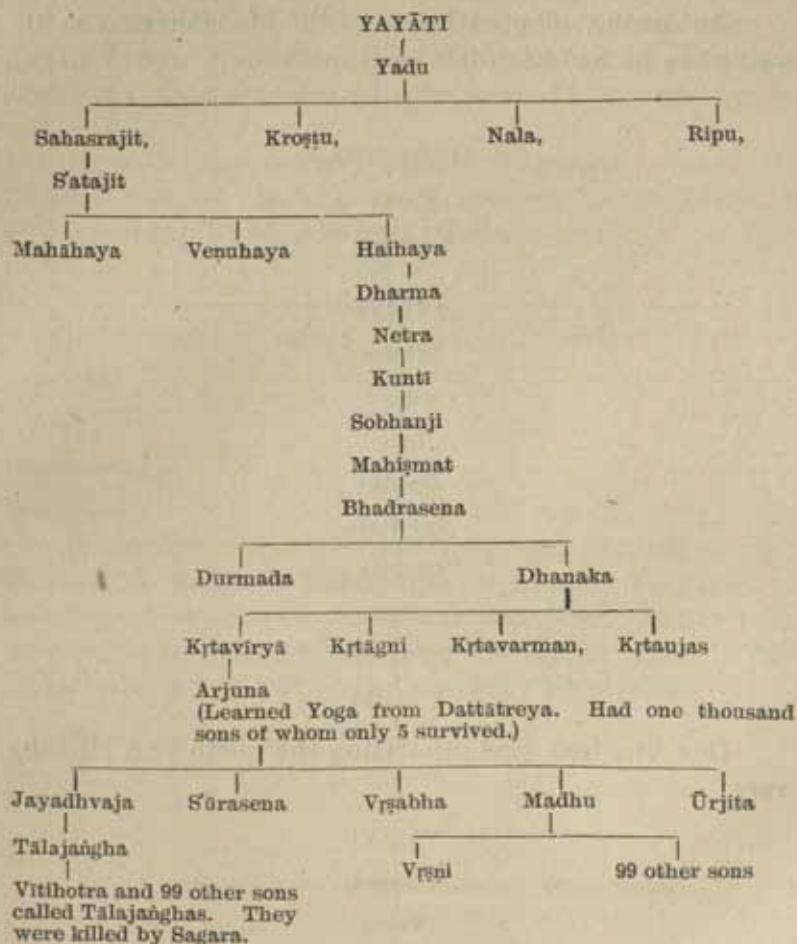 YAYĀTI
Yadu
Sahasrajit, Kroṣṭu, Nala, Ripu,
S'atajit
Mahāhaya Veṇuhaya Haihaya
Dharma
Netra
Kuntī
Sobhanji
Mahiṣmat
Bhadrasena
Durmada Dhanaka
Kṛtavīryā Kṛtāgni Kṛtavarman, Kṛtaujas
Arjuna
(Learned Yoga from Dattātreya. Had one thousand
sons of whom only 5 survived.)
Jayadhvaja S'ūrasena Vṛṣabha Madhu Ūrjita
Tālajaṅgha
Vṛṣṇi 99 other sons
Vītihotra and 99 other sons
called Tālajaṅghas. They
were killed by Sagara.